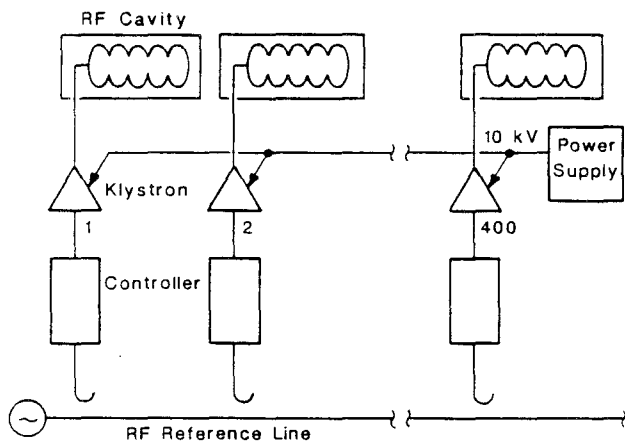 RF Cavity
10 kV
Power
Supply
Klystron
1
2
400
Controller
~
RF Reference Line